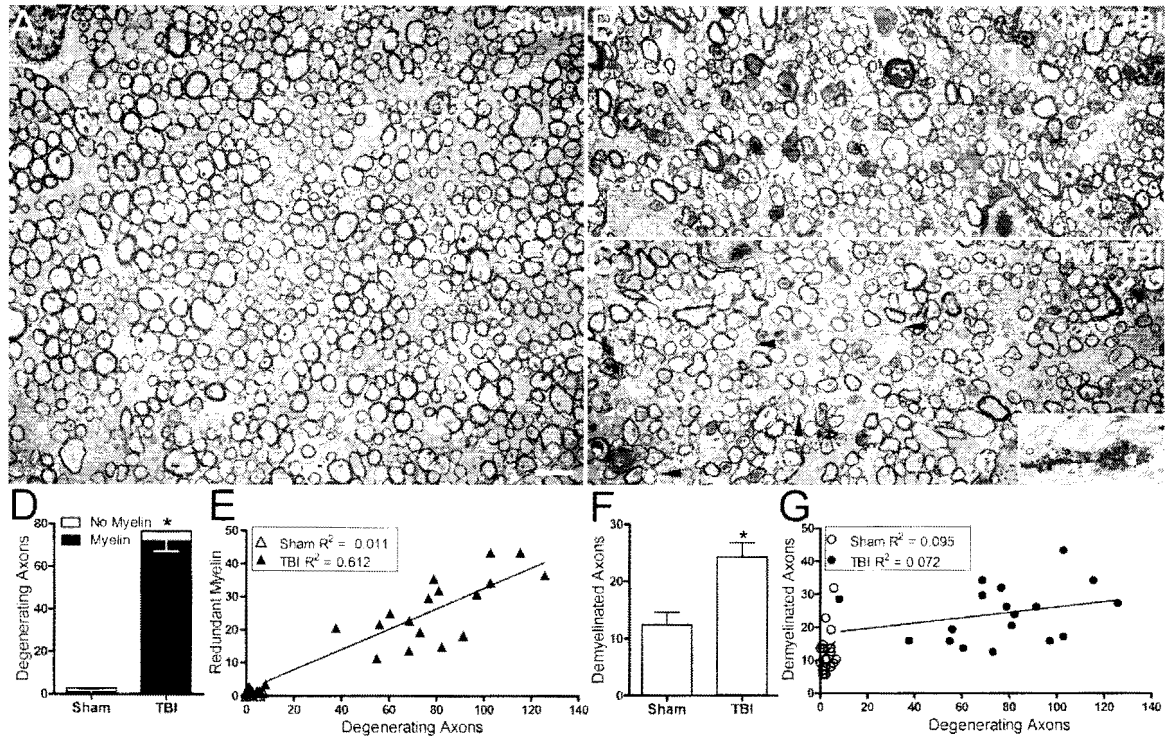 A
Sham
B
1wk TBI
TBI
D
No Myelin
Myelin
*
Degenerating Axons
80
60
40
20
0
Sham
TBI
E
Sham R² = 0.011
TBI R² = 0.612
Redundant Myelin
50
40
30
20
10
0
0 20 40 60 80 100 120 140
Degenerating Axons
F
*
Demyelinated Axons
30
20
10
0
Sham
TBI
G
Sham R² = 0.095
TBI R² = 0.072
Demyelinated Axons
60
40
20
0
0 20 40 60 80 100 120 140
Degenerating Axons